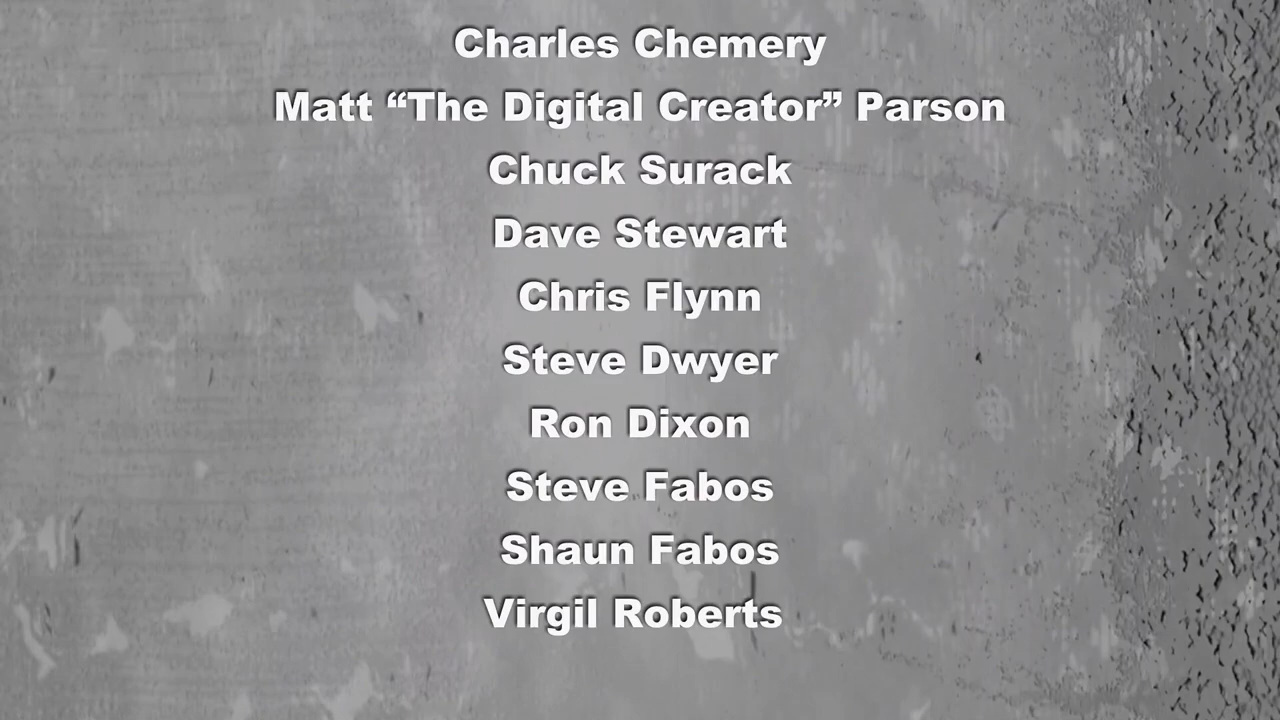 Charles Chemery
Matt “The Digital Creator” Parson
Chuck Surack
Dave Stewart
Chris Flynn
Steve Dwyer
Ron Dixon
Steve Fabos
Shaun Fabos
Virgil Roberts